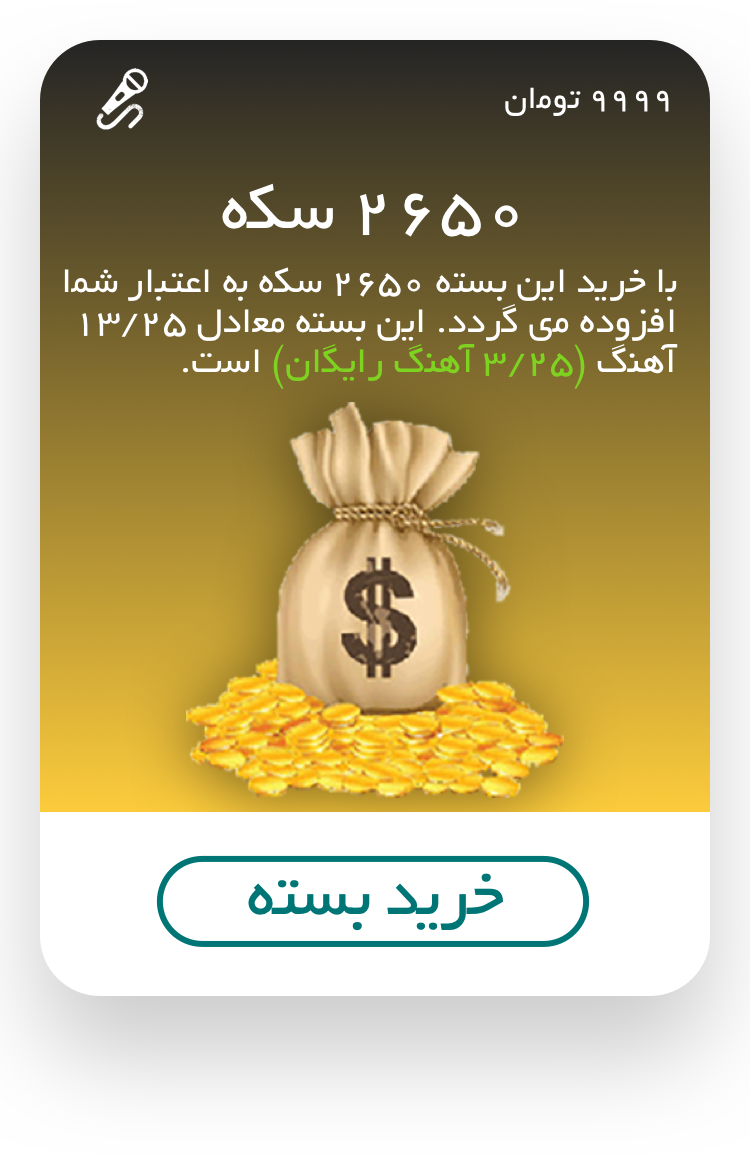 ۹۹۹۹ تومان
۲۶۵۰ سکه
با خرید این بسته ۲۶۵۰ سکه به اعتبار شما
افزوده می گردد. این بسته معادل ۱۳/۲۵
آهنگ (۳/۲۵ آهنگ رایگان) است.
$
خرید بسته